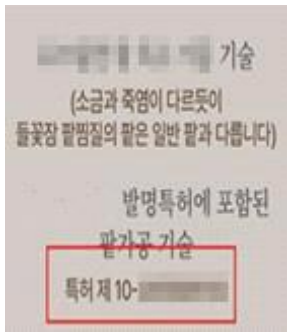 기술
(소금과 죽염이 다르듯이
들꽃잠 팥찜질의 팥은 일반 팥과 다릅니다)
발명특허에 포함된
팥가공 기술
특허 제 10-